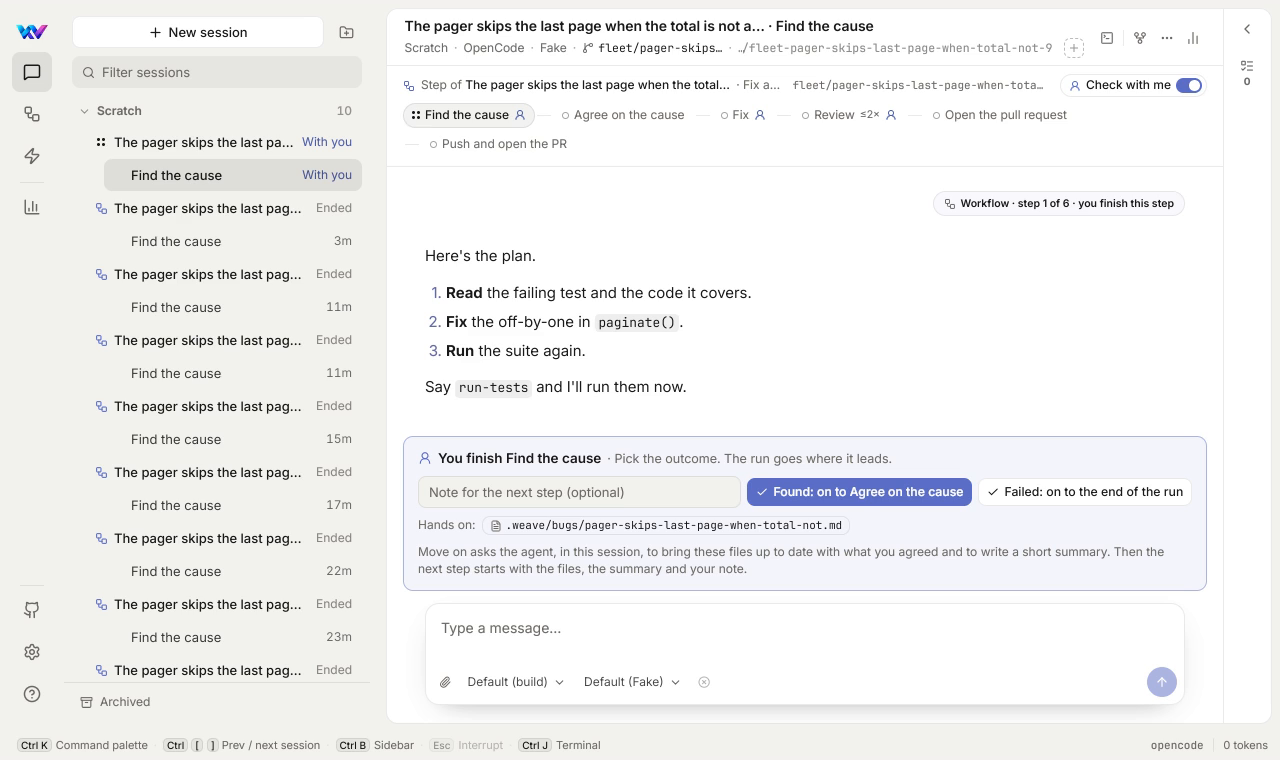 New session
Filter sessions
Scratch 10
The pager skips the last pa... With you
Find the cause With you
The pager skips the last pag... Ended
Find the cause 3m
The pager skips the last pag... Ended
Find the cause 11m
The pager skips the last pag... Ended
Find the cause 11m
The pager skips the last pag... Ended
Find the cause 15m
The pager skips the last pag... Ended
Find the cause 17m
The pager skips the last pag... Ended
Find the cause 22m
The pager skips the last pag... Ended
Find the cause 23m
The pager skips the last pag... Ended
Archived
The pager skips the last page when the total is not a... · Find the cause
Scratch · OpenCode · Fake · fleet/pager-skips… · …/fleet-pager-skips-last-page-when-total-not-9
Step of The pager skips the last page when the total... · Fix a... fleet/pager-skips-last-page-when-tota… Check with me
Find the cause Agree on the cause Fix Review ≤2× Open the pull request
Push and open the PR
0
Workflow · step 1 of 6 · you finish this step
Here's the plan.
1. Read the failing test and the code it covers.
2. Fix the off-by-one in paginate().
3. Run the suite again.
Say run-tests and I'll run them now.
You finish Find the cause · Pick the outcome. The run goes where it leads.
Note for the next step (optional) Found: on to Agree on the cause Failed: on to the end of the run
Hands on: .weave/bugs/pager-skips-last-page-when-total-not.md
Move on asks the agent, in this session, to bring these files up to date with what you agreed and to write a short summary. Then the
next step starts with the files, the summary and your note.
Type a message...
Default (build) Default (Fake)
Ctrl K Command palette · Ctrl [ ] Prev / next session · Ctrl B Sidebar · Esc Interrupt · Ctrl J Terminal opencode 0 tokens